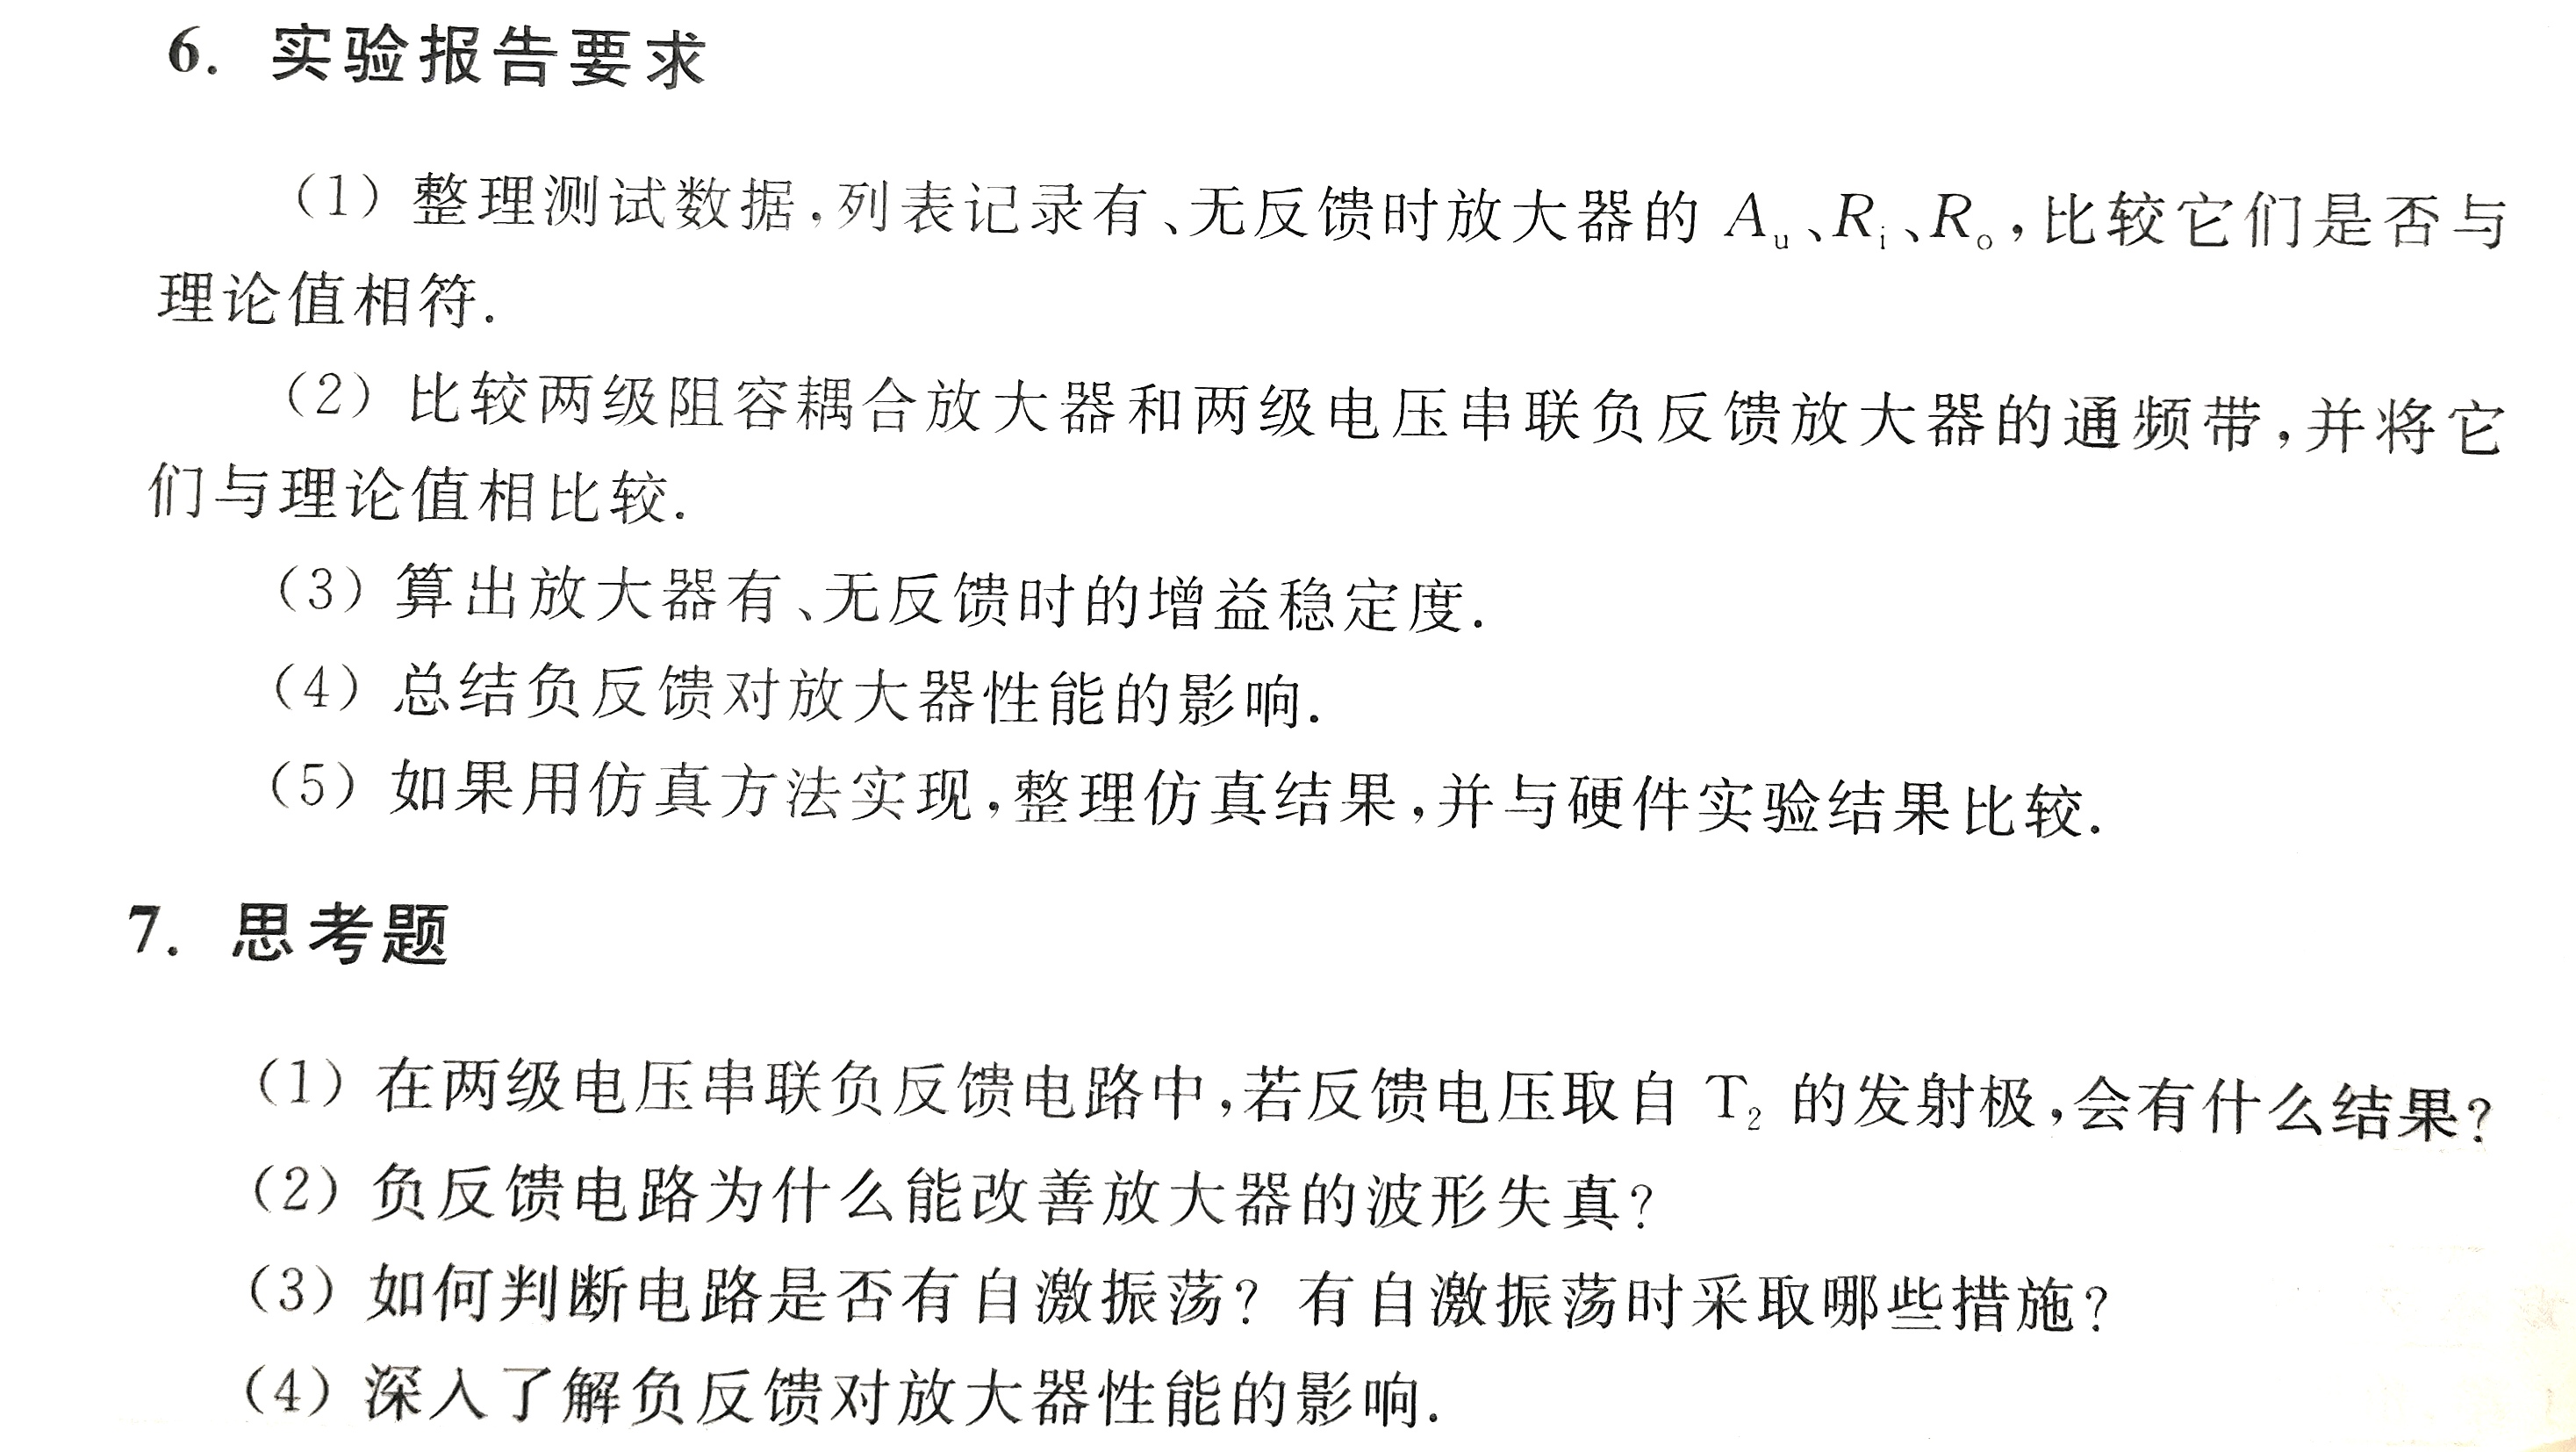 6. 实验报告要求
(1) 整理测试数据,列表记录有、无反馈时放大器的 Au、Ri、Ro,比较它们是否与
理论值相符.
(2) 比较两级阻容耦合放大器和两级电压串联负反馈放大器的通频带,并将它
们与理论值相比较.
(3) 算出放大器有、无反馈时的增益稳定度.
(4) 总结负反馈对放大器性能的影响.
(5) 如果用仿真方法实现,整理仿真结果,并与硬件实验结果比较.
7. 思考题
(1) 在两级电压串联负反馈电路中,若反馈电压取自 T2 的发射极,会有什么结果?
(2) 负反馈电路为什么能改善放大器的波形失真?
(3) 如何判断电路是否有自激振荡? 有自激振荡时采取哪些措施?
(4) 深入了解负反馈对放大器性能的影响.